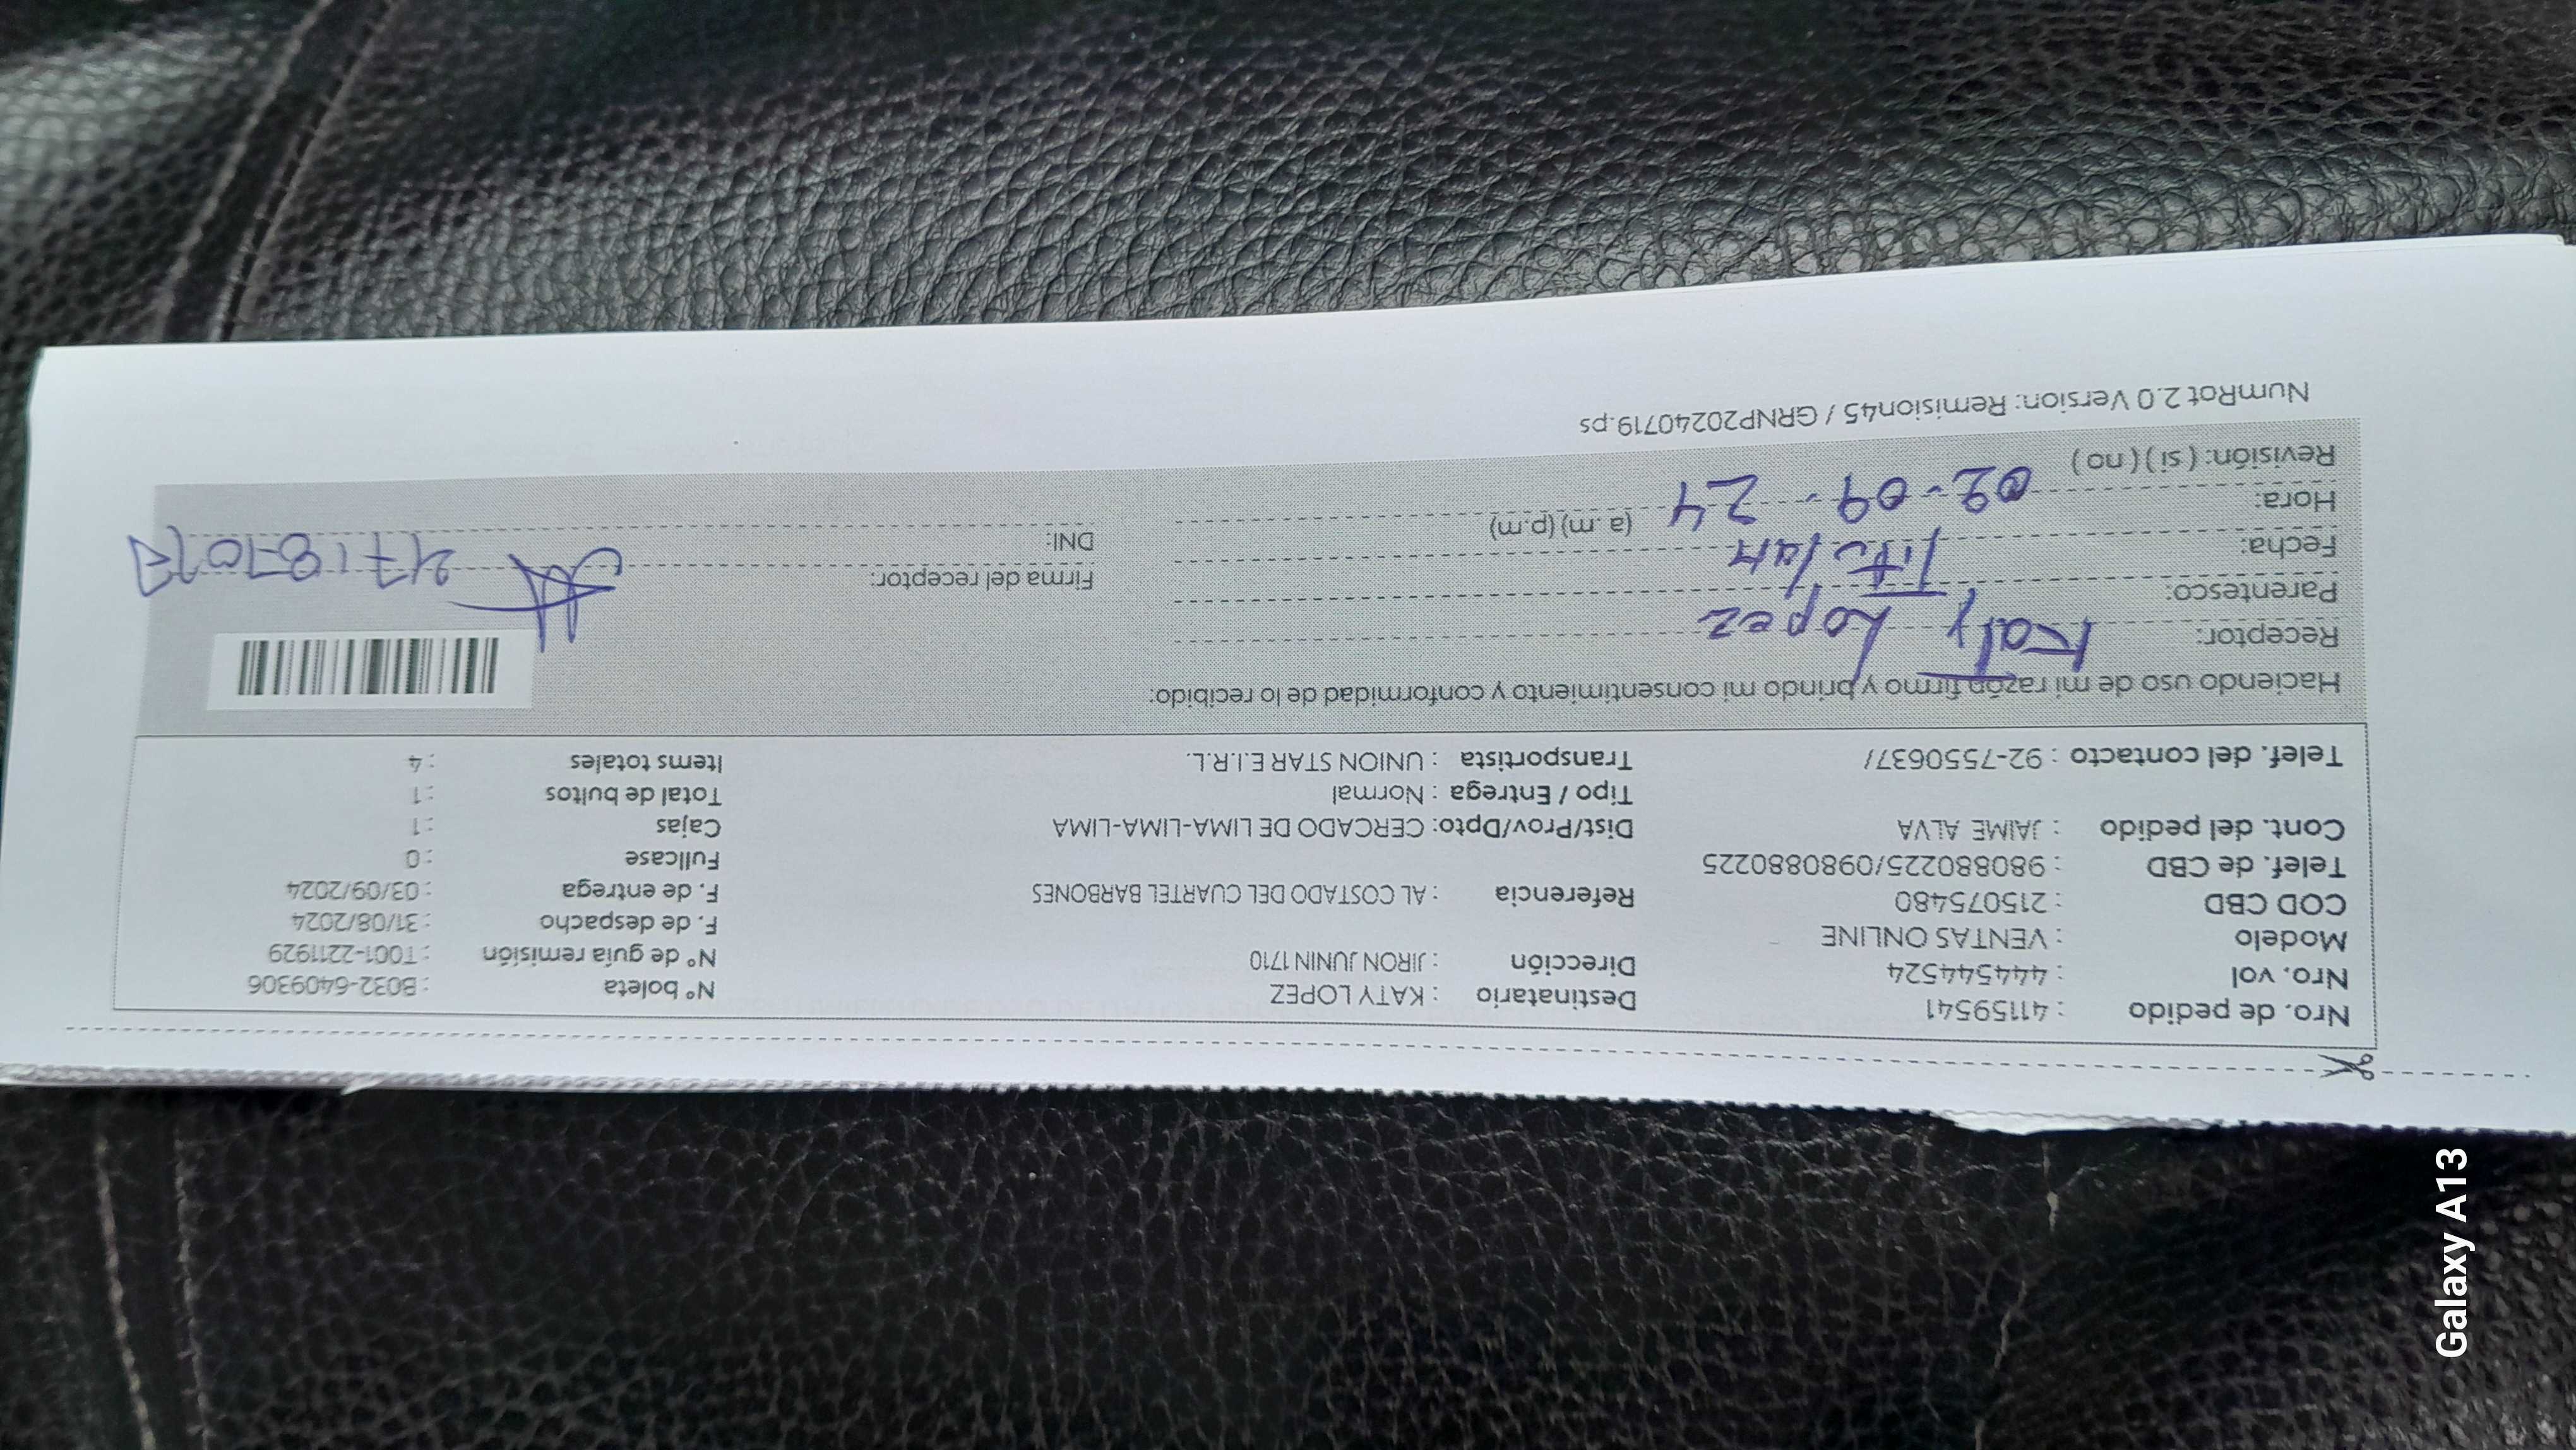 Nro. de pedido : 41159541
Nro. vol : 444544524
Modelo : VENTAS ONLINE
COD CBD : 215075480
Telef. de CBD : 980880225/0980880225
Cont. del pedido : JAIME ALVA
Telef. del contacto : 92-7550637/
Destinatario : KATY LOPEZ
Dirección : JIRON JUNIN 1710
Referencia : AL COSTADO DEL CUARTEL BARBONES
Dist/Prov/Dpto: CERCADO DE LIMA-LIMA-LIMA
Tipo / Entrega : Normal
Transportista : UNION STAR E.I.R.L.
N° boleta : B032-6409306
N° de guía remisión : T001-2211929
F. de despacho : 31/08/2024
F. de entrega : 03/09/2024
Fullcase : 0
Cajas : 1
Total de bultos : 1
Items totales : 4
Haciendo uso de mi razón firmo y brindo mi consentimiento y conformidad de lo recibido:
Receptor: Katy Lopez
Parentesco: Titular
Fecha:
Hora: 02-09-24 (a.m) (p.m)
Revisión: ( si ) ( no )
Firma del receptor:
DNI:
NumRot 2.0 Version: Remision45 / GRNP20240719.ps
Galaxy A13